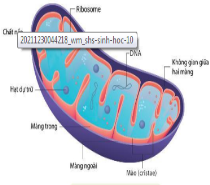 Ribosome
Chất nền
20211230044218_wm_shs-sinh-hoc-10
DNA
Không gian giữa
hai màng
Hạt dự trữ
Màng trong
Màng ngoài
Mào (cristae)